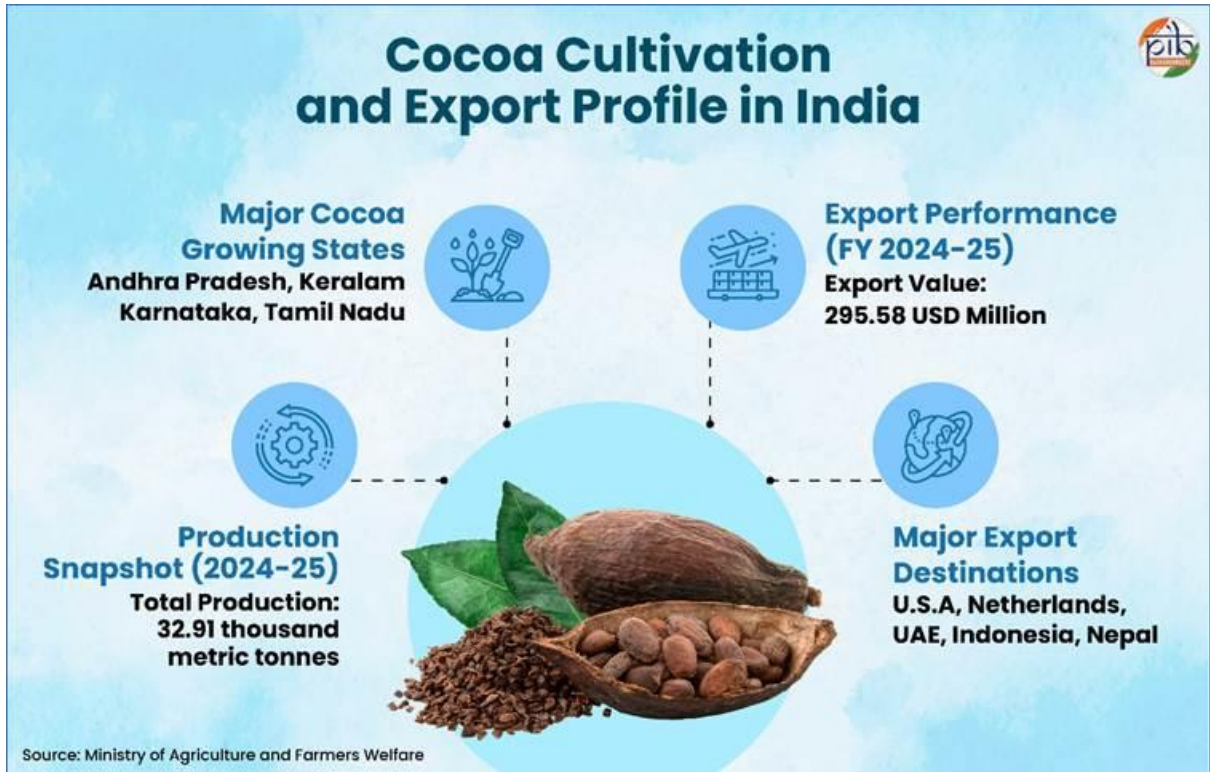 Cocoa Cultivation
and Export Profile in India
pib
Major Cocoa
Growing States
Andhra Pradesh, Keralam
Karnataka, Tamil Nadu
Export Performance
(FY 2024-25)
Export Value:
295.58 USD Million
Production
Snapshot (2024-25)
Total Production:
32.91 thousand
metric tonnes
Major Export
Destinations
U.S.A, Netherlands,
UAE, Indonesia, Nepal
Source: Ministry of Agriculture and Farmers Welfare